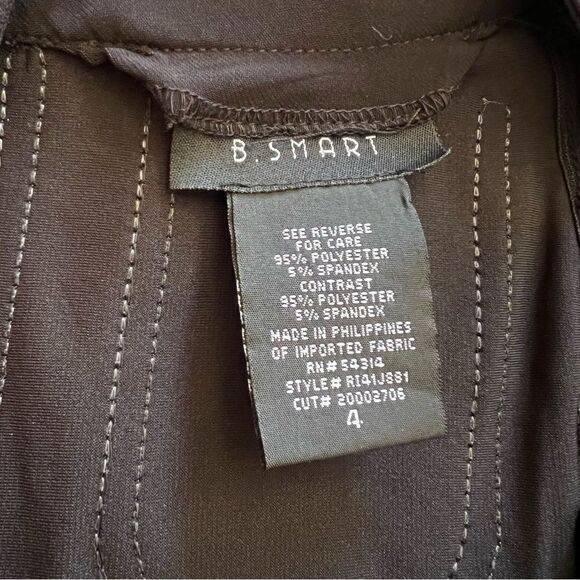 B.SMART
SEE REVERSE
FOR CARE
95% POLYESTER
5% SPANDEX
CONTRAST
95% POLYESTER
5% SPANDEX
MADE IN PHILIPPINES
OF IMPORTED FABRIC
RN# 54314
STYLE# RI41J881
CUT# 20002706
4